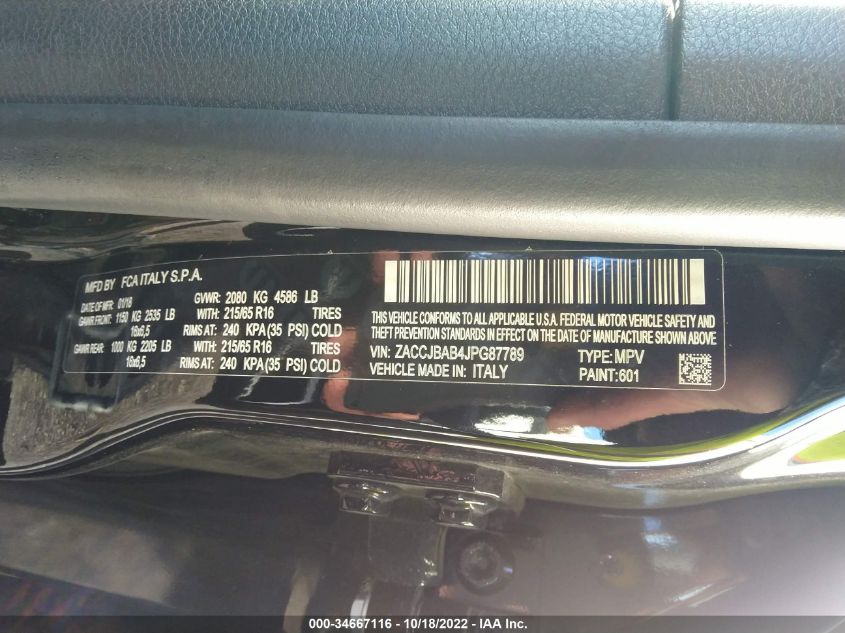 MFD BY FCA ITALY S.P.A.
DATE OF MFR 01/18 GVWR: 2080 KG 4586 LB
GAWR FRONT: 1150 KG 2535 LB WITH: 215/65 R16 TIRES
16x6,5 RIMS AT: 240 KPA (35 PSI) COLD
GAWR REAR: 1000 KG 2205 LB WITH: 215/65 R16 TIRES
16x6,5 RIMS AT: 240 KPA (35 PSI) COLD
THIS VEHICLE CONFORMS TO ALL APPLICABLE U.S.A. FEDERAL MOTOR VEHICLE SAFETY AND
THEFT PREVENTION STANDARDS IN EFFECT ON THE DATE OF MANUFACTURE SHOWN ABOVE
VIN: ZACCJBAB4JPG87789 TYPE: MPV
VEHICLE MADE IN: ITALY PAINT: 601
000-34667116 - 10/18/2022 - IAA Inc.